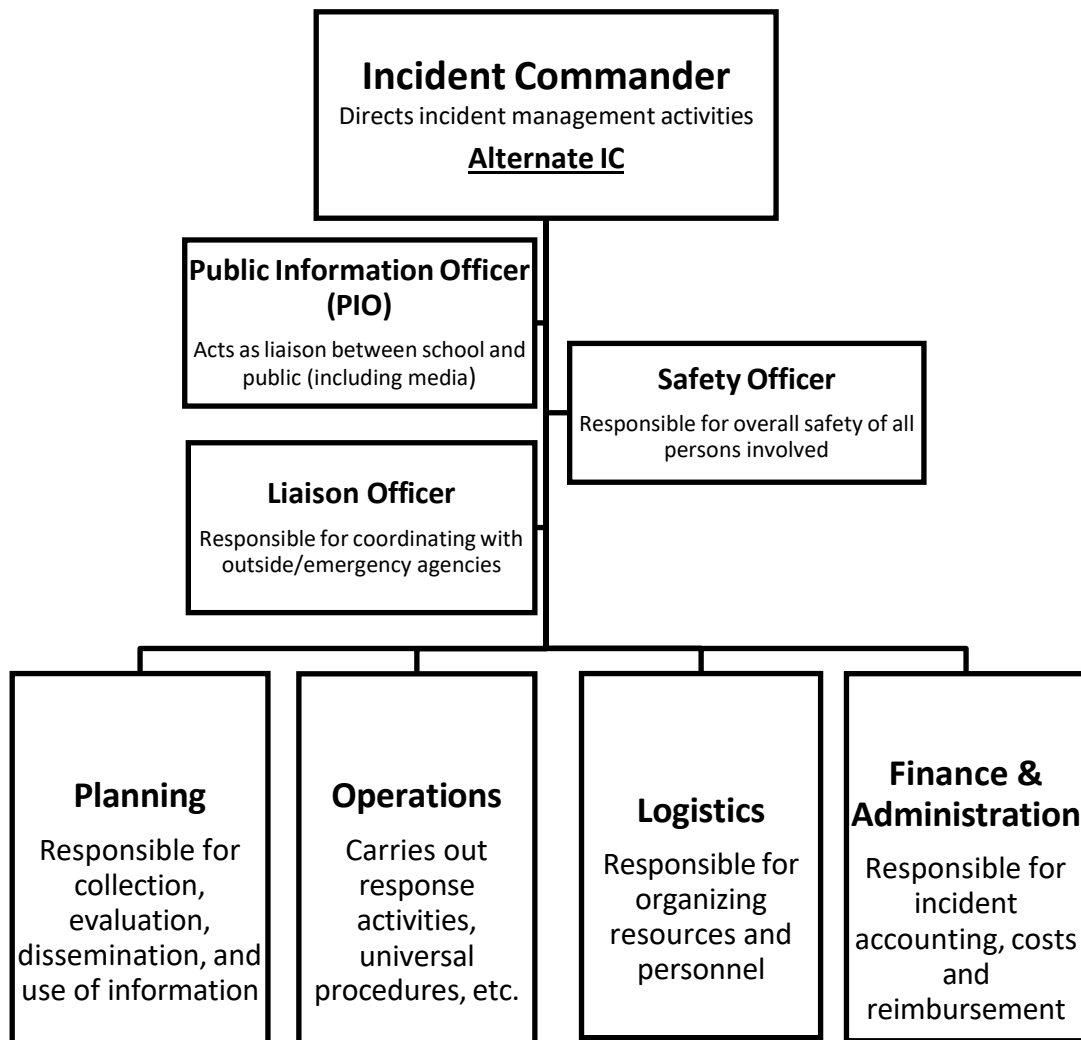 Incident Commander
Directs incident management activities
Alternate IC
Public Information Officer
(PIO)
Acts as liaison between school and
public (including media)
Safety Officer
Responsible for overall safety of all
persons involved
Liaison Officer
Responsible for coordinating with
outside/emergency agencies
Planning
Responsible for
collection,
evaluation,
dissemination, and
use of information
Operations
Carries out
response
activities,
universal
procedures, etc.
Logistics
Responsible for
organizing
resources and
personnel
Finance &
Administration
Responsible for
incident
accounting, costs
and
reimbursement